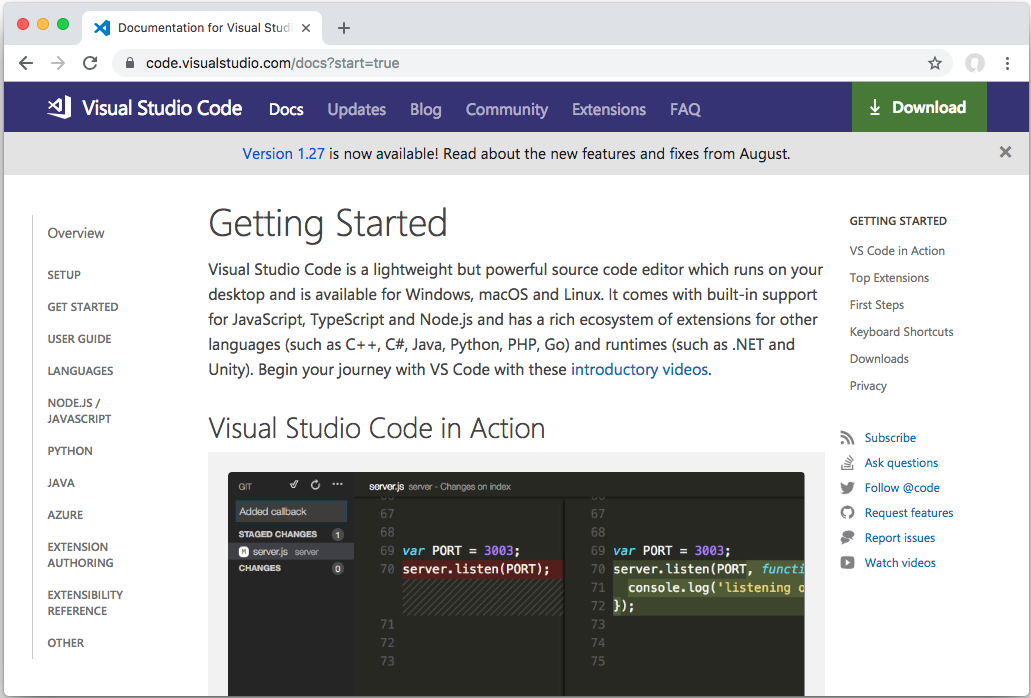 Documentation for Visual Studi
code.visualstudio.com/docs?start=true
Visual Studio Code Docs Updates Blog Community Extensions FAQ Download
Version 1.27 is now available! Read about the new features and fixes from August.
Overview
SETUP
GET STARTED
USER GUIDE
LANGUAGES
NODE.JS /
JAVASCRIPT
PYTHON
JAVA
AZURE
EXTENSION
AUTHORING
EXTENSIBILITY
REFERENCE
OTHER
Getting Started
Visual Studio Code is a lightweight but powerful source code editor which runs on your
desktop and is available for Windows, macOS and Linux. It comes with built-in support
for JavaScript, TypeScript and Node.js and has a rich ecosystem of extensions for other
languages (such as C++, C#, Java, Python, PHP, Go) and runtimes (such as .NET and
Unity). Begin your journey with VS Code with these introductory videos.
Visual Studio Code in Action
GIT
Added callback
STAGED CHANGES 1
M server.js server
CHANGES 0
server.js server - Changes on index
67
68
69 var PORT = 3003;
70 server.listen(PORT);
71
72
73
67
68
69 var PORT = 3003;
70 server.listen(PORT, functi
71 console.log('listening o
72 });
73
74
75
GETTING STARTED
VS Code in Action
Top Extensions
First Steps
Keyboard Shortcuts
Downloads
Privacy
Subscribe
Ask questions
Follow @code
Request features
Report issues
Watch videos